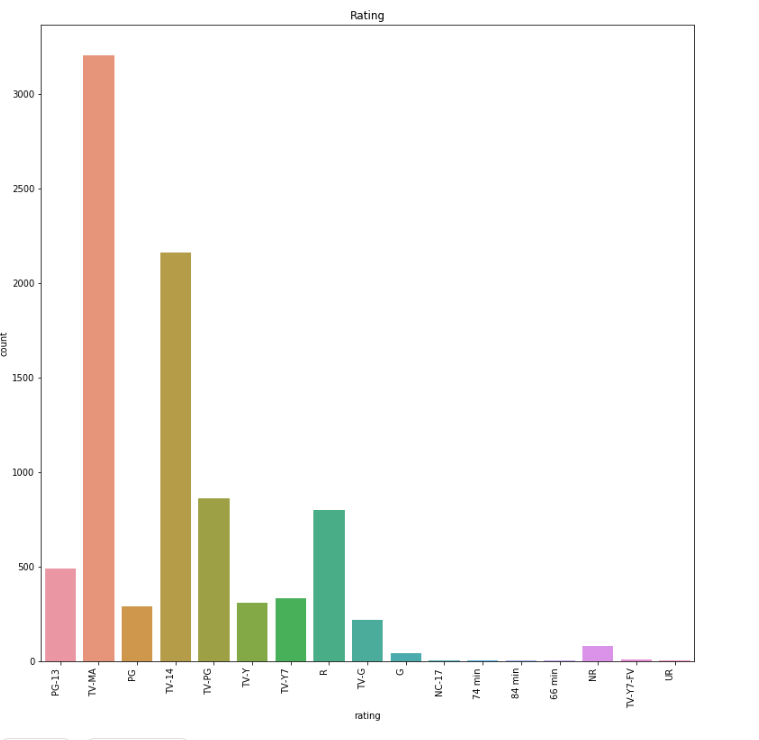 Rating
3000
2500
2000
1500
1000
500
0
count
PG-13
TV-MA
PG
TV-14
TV-PG
TV-Y
TV-Y7
R
TV-G
G
NC-17
74 min
84 min
66 min
NR
TV-Y7-FV
UR
rating